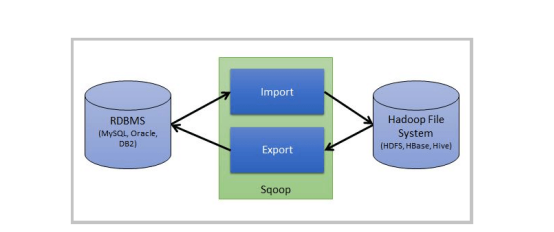 RDBMS
(MySQL, Oracle,
DB2)
Import
Export
Sqoop
Hadoop File
System
(HDFS, HBase, Hive)